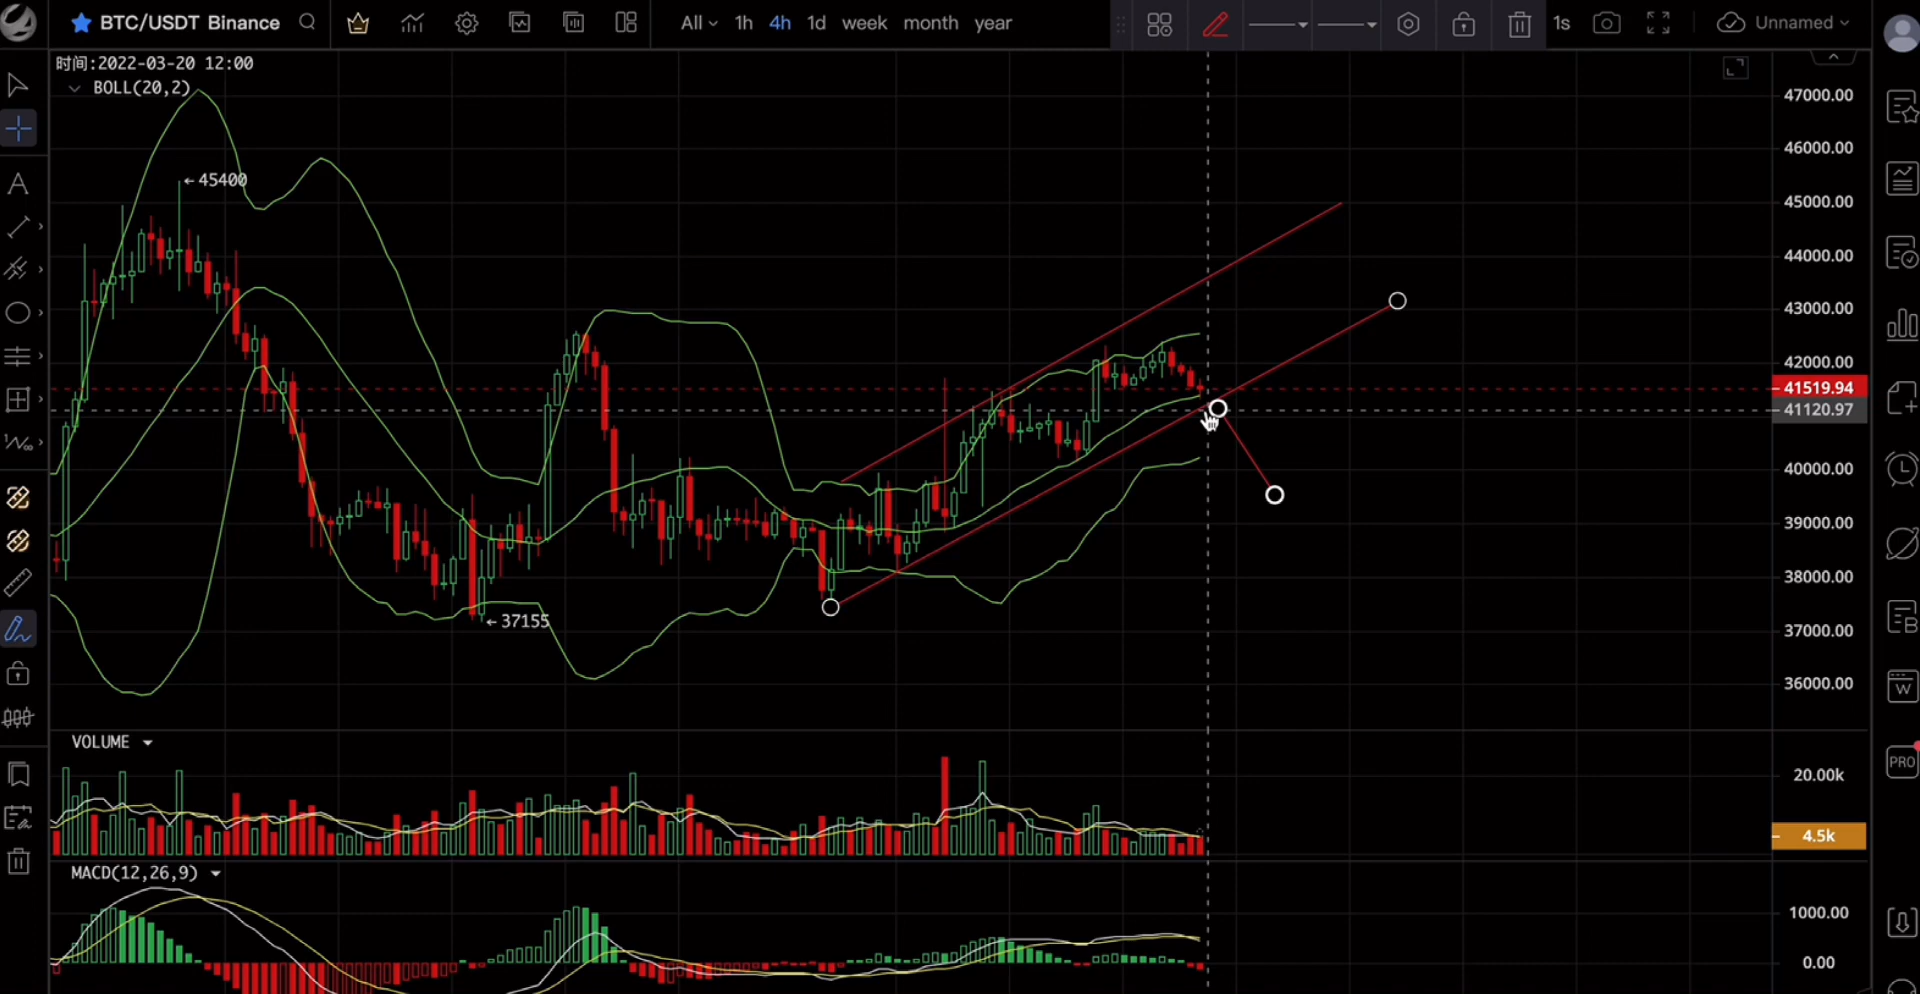 BTC/USDT Binance All 1h 4h 1d week month year 1s Unnamed
时间:2022-03-20 12:00
BOLL(20,2)
47000.00
46000.00
←45400
45000.00
44000.00
43000.00
42000.00
41519.94
41120.97
40000.00
39000.00
38000.00
←37155
37000.00
36000.00
VOLUME
20.00k
4.5k
MACD(12,26,9)
1000.00
0.00
A
B
W
PRO